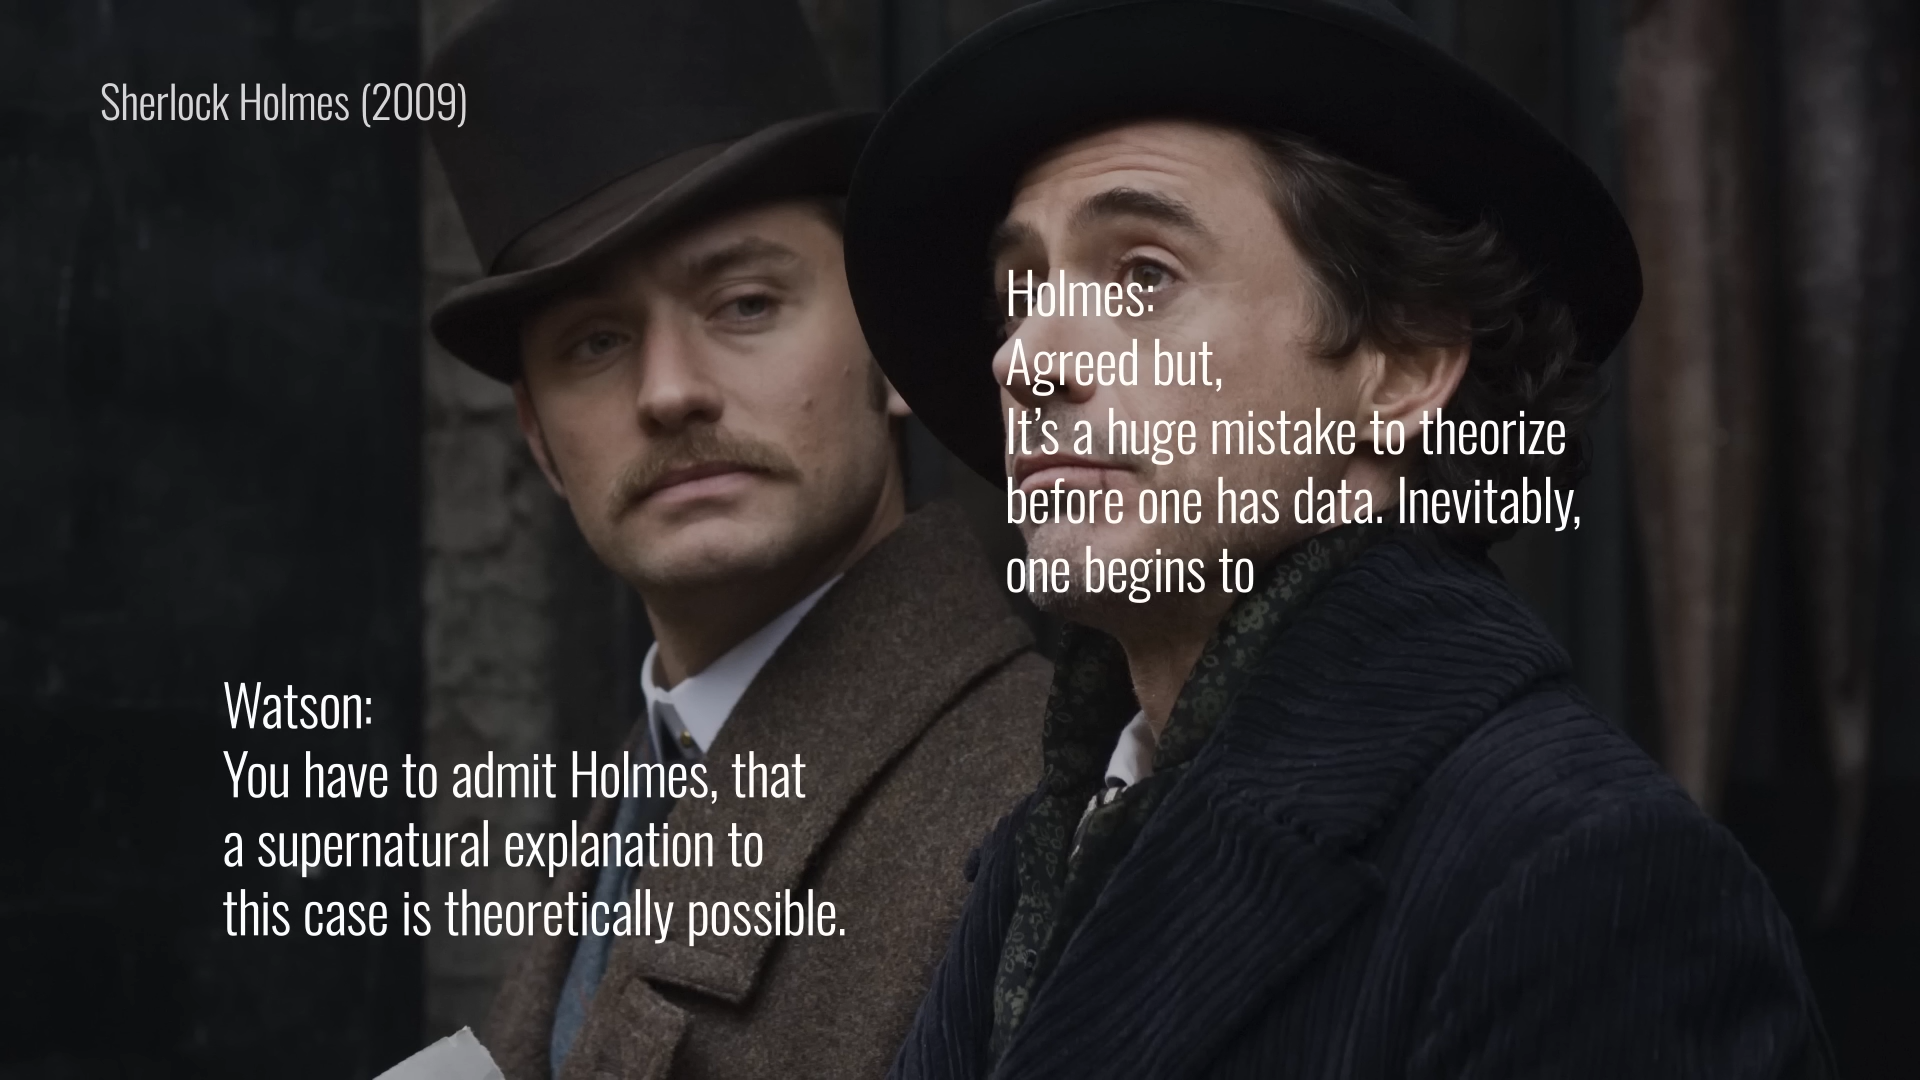 Sherlock Holmes (2009)
Watson:
You have to admit Holmes, that
a supernatural explanation to
this case is theoretically possible.
Holmes:
Agreed but,
It’s a huge mistake to theorize
before one has data. Inevitably,
one begins to